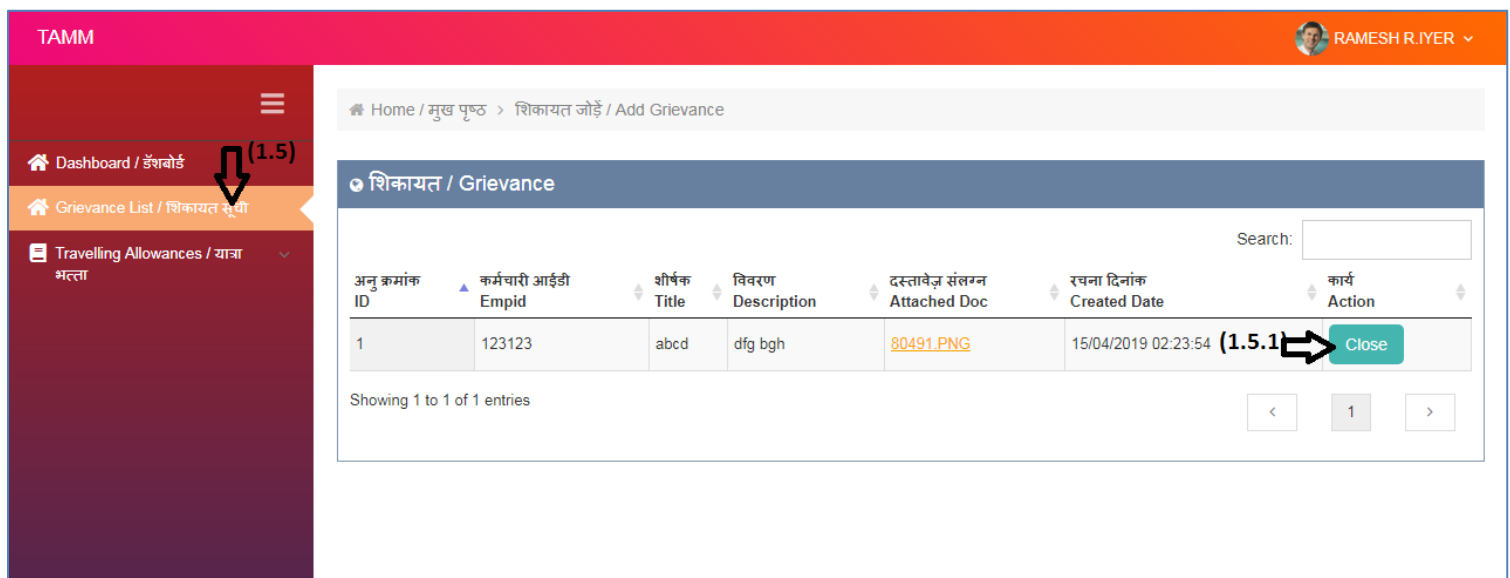 TAMM
RAMESH R.IYER
Home / मुख पृष्ठ > शिकायत जोड़ें / Add Grievance
Dashboard / डॅशबोर्ड
(1.5)
Grievance List / शिकायत सूची
Travelling Allowances / यात्रा
भत्ता
शिकायत / Grievance
Search:
अनु क्रमांक कर्मचारी आईडी शीर्षक विवरण दस्तावेज़ संलग्न रचना दिनांक कार्य
ID Empid Title Description Attached Doc Created Date Action
1 123123 abcd dfg bgh 80491.PNG 15/04/2019 02:23:54 (1.5.1) Close
Showing 1 to 1 of 1 entries
< 1 >